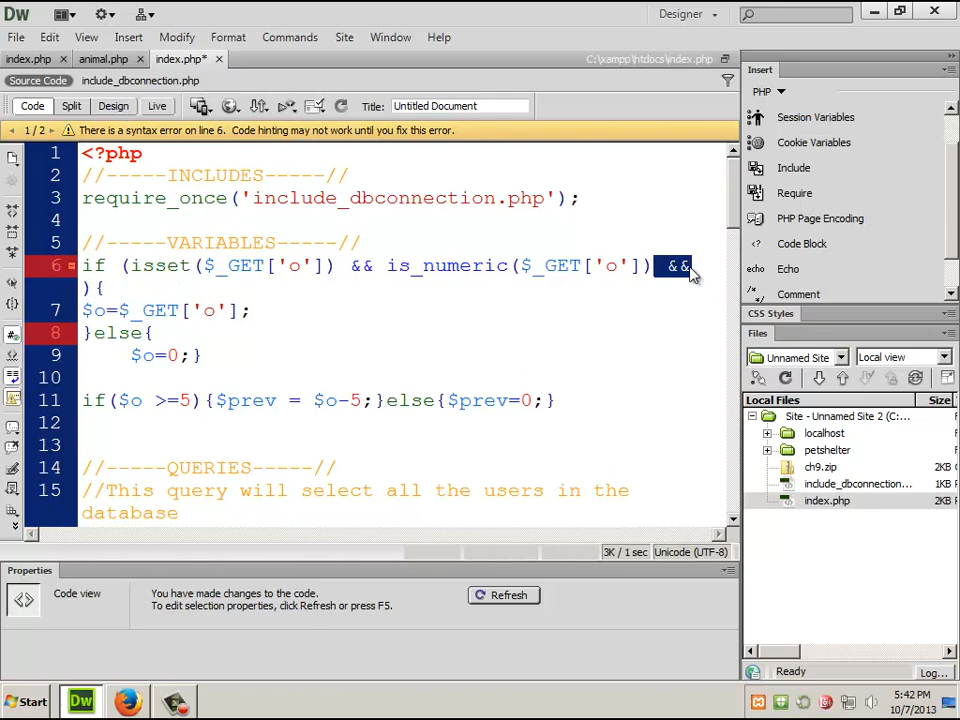 Dw
Designer
File Edit View Insert Modify Format Commands Site Window Help
index.php × animal.php × index.php* ×
C:\xampp\htdocs\index.php
Source Code include_dbconnection.php
Code Split Design Live
Title: Untitled Document
1 / 2 There is a syntax error on line 6. Code hinting may not work until you fix this error.
1 <?php
2 //-----INCLUDES-----//
3 require_once('include_dbconnection.php');
4
5 //-----VARIABLES-----//
6 if (isset($_GET['o']) && is_numeric($_GET['o']) &&
){
7 $o=$_GET['o'];
8 }else{
9 $o=0;}
10
11 if($o >=5){$prev = $o-5;}else{$prev=0;}
12
13
14 //-----QUERIES-----//
15 //This query will select all the users in the
database
3K / 1 sec Unicode (UTF-8)
Properties
Code view
You have made changes to the code.
To edit selection properties, click Refresh or press F5.
Refresh
Insert
PHP
Session Variables
Cookie Variables
Include
Require
PHP Page Encoding
<? Code Block
echo Echo
Comment
CSS Styles
Files
Unnamed Site Local view
Local Files Size
Site - Unnamed Site 2 (C:...
localhost
petshelter
ch9.zip 2KB
include_dbconnection... 1KB
index.php 2KB
Ready Log...
Start Dw
5:42 PM
10/7/2013